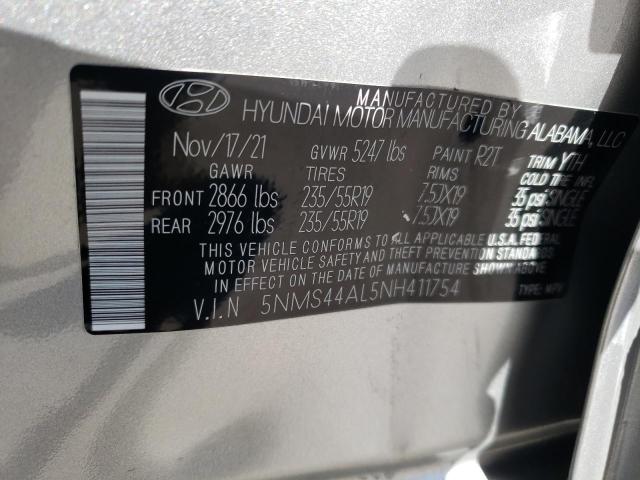 MANUFACTURED BY
HYUNDAI MOTOR MANUFACTURING ALABAMA, LLC
Nov/17/21 GVWR 5247 lbs PAINT R2T TRIM YTH
GAWR TIRES RIMS COLD TIRE INFL
FRONT 2866 lbs 235/55R19 7.5JX19 35 psi SINGLE
REAR 2976 lbs 235/55R19 7.5JX19 35 psi SINGLE
THIS VEHICLE CONFORMS TO ALL APPLICABLE U.S.A. FEDERAL
MOTOR VEHICLE SAFETY AND THEFT PREVENTION STANDARDS
IN EFFECT ON THE DATE OF MANUFACTURE SHOWN ABOVE.
V.I.N 5NMS44AL5NH411754 TYPE: MPV